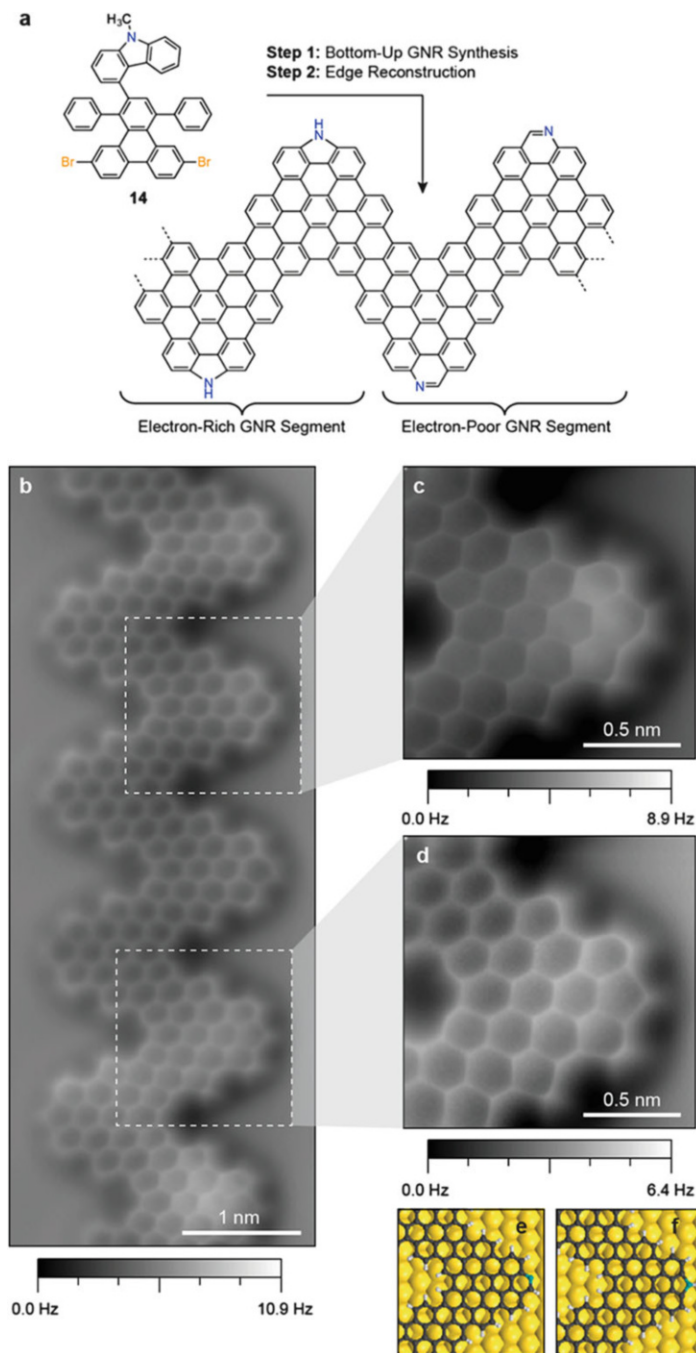 a
H₃C
N
Step 1: Bottom-Up GNR Synthesis
Step 2: Edge Reconstruction
Br
Br
14
H
N
N
N
H
N
Electron-Rich GNR Segment
Electron-Poor GNR Segment
b
1 nm
0.0 Hz
10.9 Hz
c
0.5 nm
0.0 Hz
8.9 Hz
d
0.5 nm
0.0 Hz
6.4 Hz
e
f